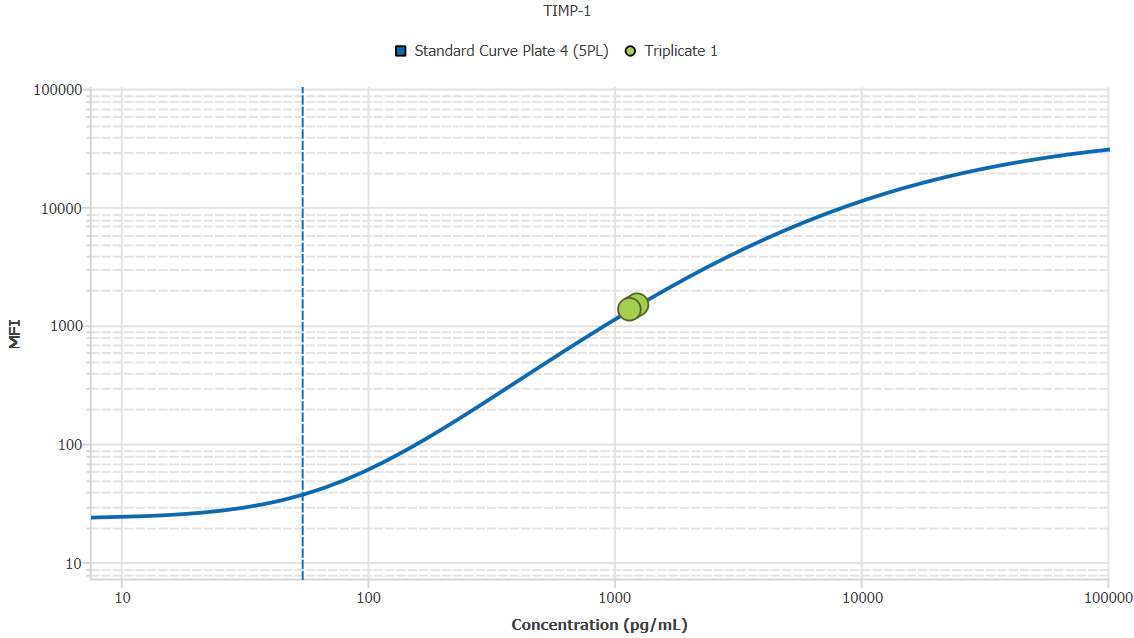 TIMP-1
Standard Curve Plate 4 (5PL) Triplicate 1
100000
10000
1000
100
10
MFI
10 100 1000 10000 100000
Concentration (pg/mL)